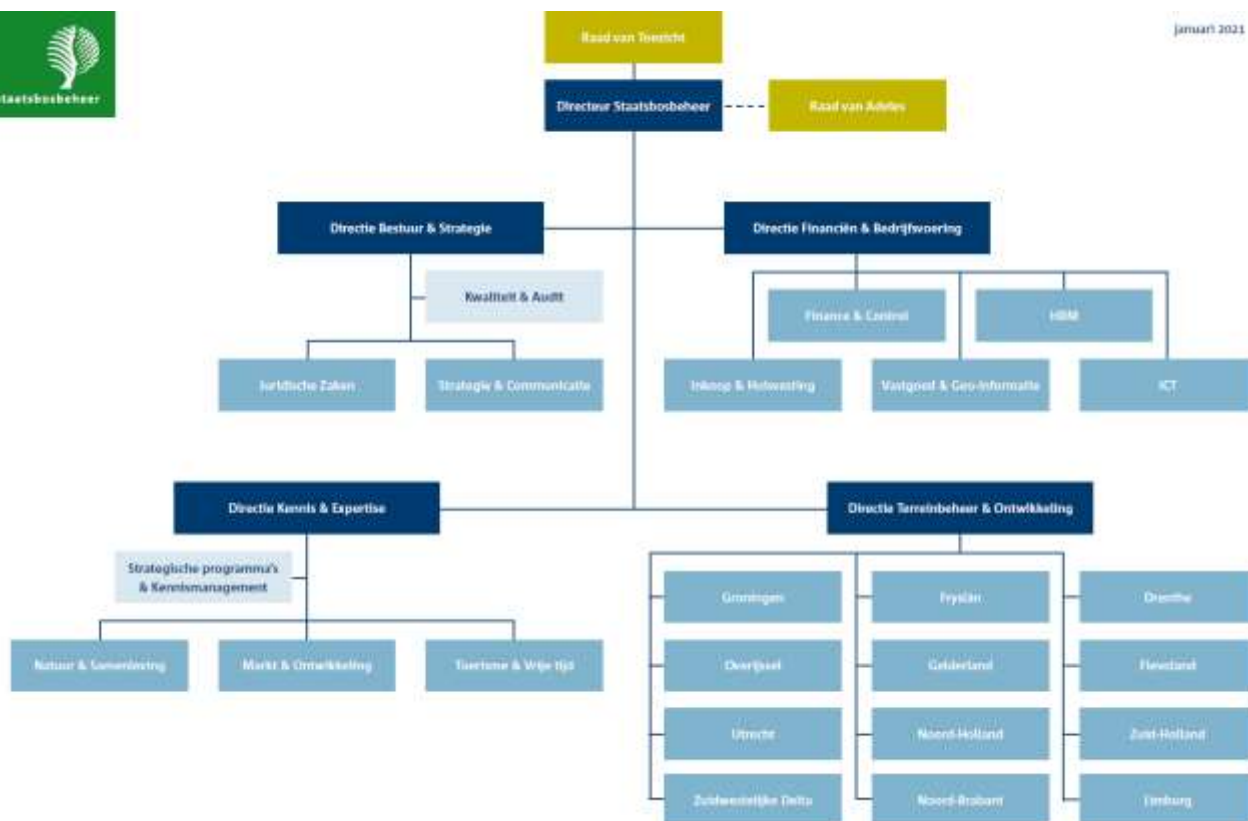 staatsbosbeheer
januari 2021
Raad van Toezicht
Directeur Staatsbosbeheer
Raad van Advies
Directie Bestuur & Strategie
Directie Financiën & Bedrijfsvoering
Kwaliteit & Audit
Finance & Control
HRM
Juridische Zaken
Strategie & Communicatie
Inkoop & Huisvesting
Vastgoed & Geo-Informatie
ICT
Directie Kennis & Expertise
Directie Terreinbeheer & Ontwikkeling
Strategische programma's
& Kennismanagement
Groningen
Fryslân
Drenthe
Natuur & Samenleving
Markt & Ontwikkeling
Toerisme & Vrije tijd
Overijssel
Gelderland
Flevoland
Utrecht
Noord-Holland
Zuid-Holland
Zuidwestelijke Delta
Noord-Brabant
Limburg